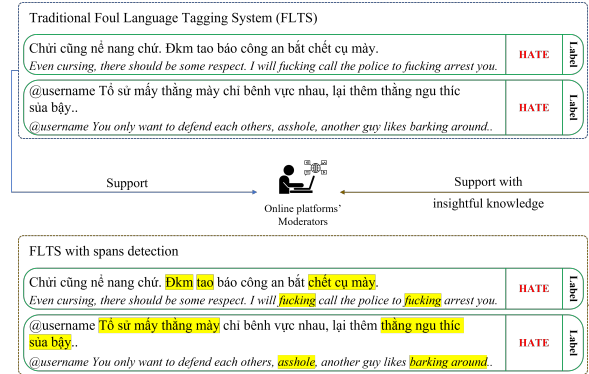 Traditional Foul Language Tagging System (FLTS)
Chửi cũng nể nang chứ. Đkm tao báo công an bắt chết cụ mày.
Even cursing, there should be some respect. I will fucking call the police to fucking arrest you.
HATE
Label
@username Tổ sử mấy thằng mày chỉ bênh vực nhau, lại thêm thằng ngu thíc
sủa bậy..
@username You only want to defend each others, asshole, another guy likes barking around..
HATE
Label
Support
Online platforms'
Moderators
Support with
insightful knowledge
FLTS with spans detection
Chửi cũng nể nang chứ. Đkm tao báo công an bắt chết cụ mày.
Even cursing, there should be some respect. I will fucking call the police to fucking arrest you.
HATE
Label
@username Tổ sử mấy thằng mày chỉ bênh vực nhau, lại thêm thằng ngu thíc
sủa bậy..
@username You only want to defend each others, asshole, another guy likes barking around..
HATE
Label